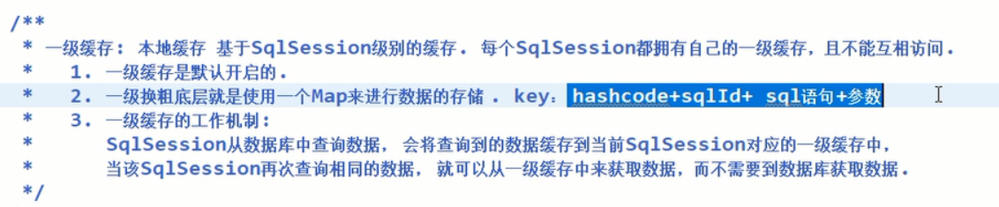 /**
* 一级缓存: 本地缓存 基于SqlSession级别的缓存. 每个SqlSession都拥有自己的一级缓存，且不能互相访问.
* 1. 一级缓存是默认开启的.
* 2. 一级换粗底层就是使用一个Map来进行数据的存储 . key：hashcode+sqlId+ sql语句+参数
* 3. 一级缓存的工作机制:
* SqlSession从数据库中查询数据， 会将查询到的数据缓存到当前SqlSession对应的一级缓存中，
* 当该SqlSession再次查询相同的数据， 就可以从一级缓存中来获取数据，而不需要到数据库获取数据.
*/